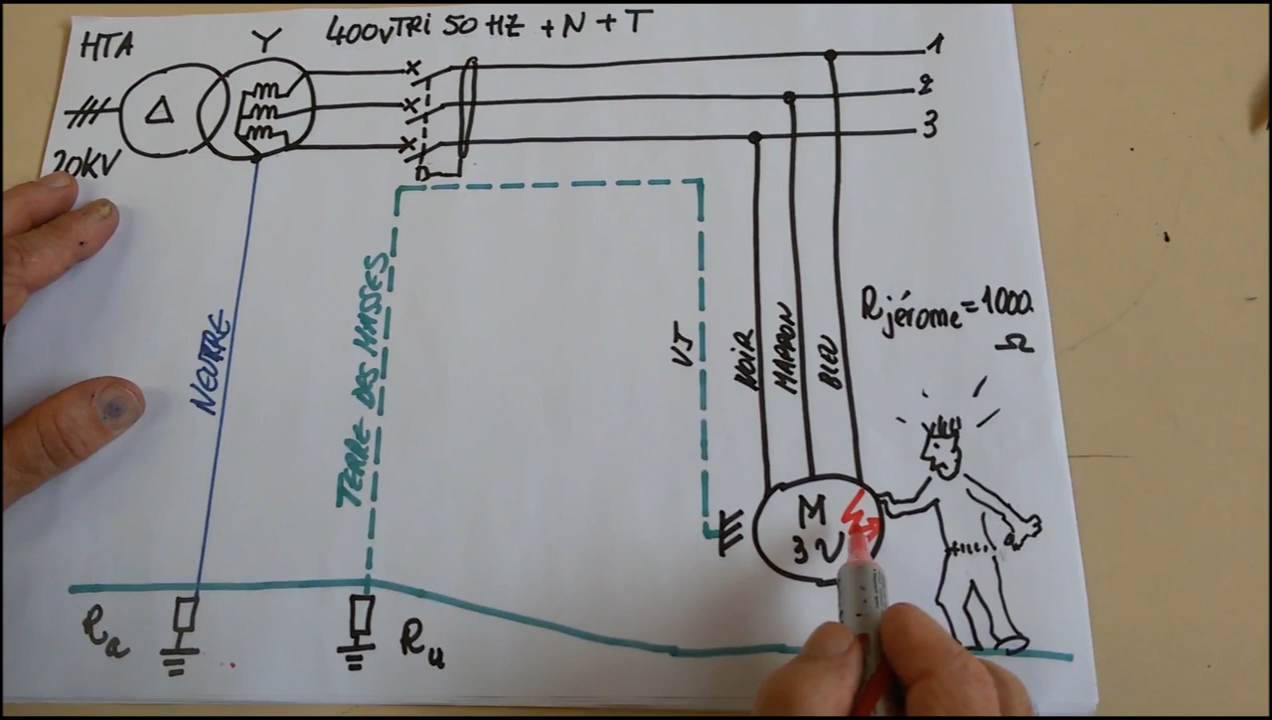 400V TRI 50 HZ + N + T
HTA
Y
Δ
20KV
1
2
3
NEUTRE
TERRE DES MASSES
VJ
NOIR
MARRON
BLEU
Rjérome = 1000
Ω
M
3∿
Ra
Ru